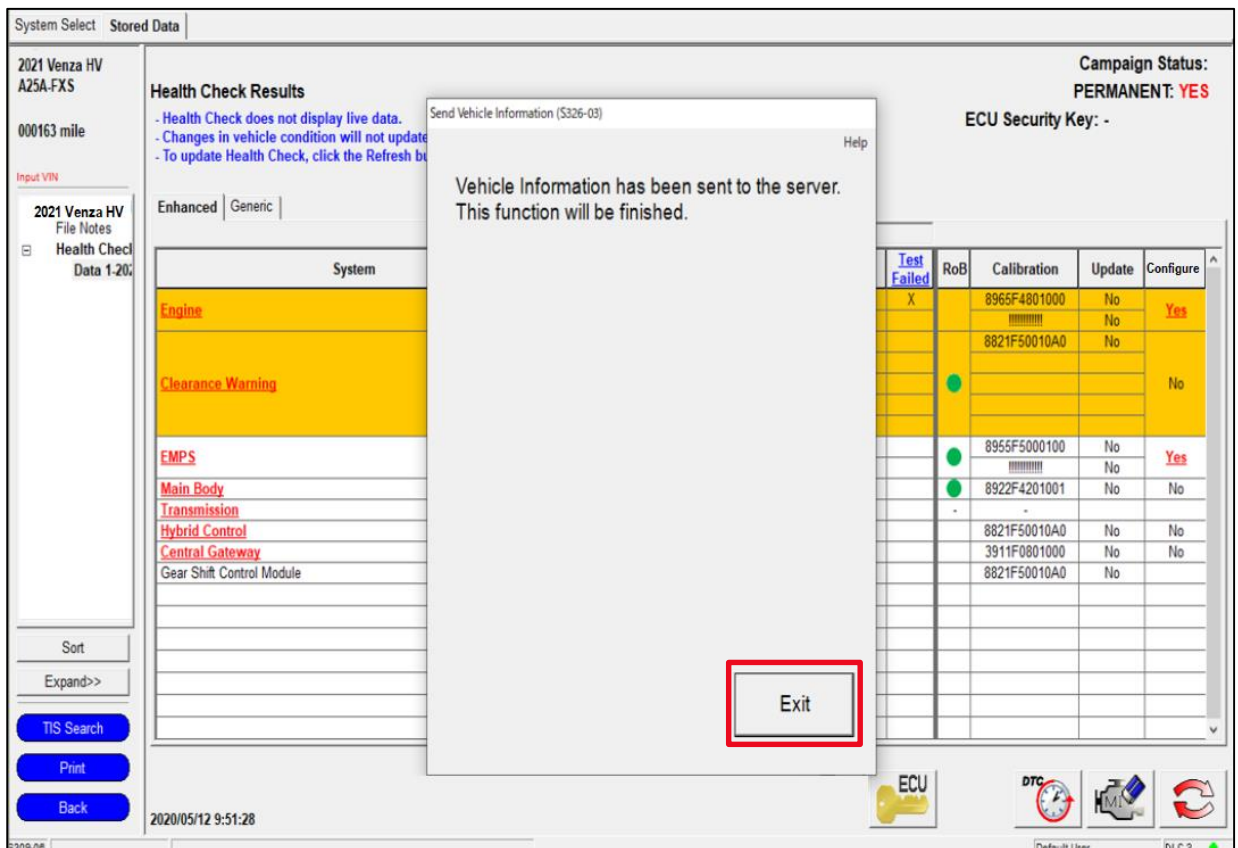 System Select Stored Data
2021 Venza HV
A25A-FXS
000163 mile
Input VIN
2021 Venza HV
File Notes
Health Check
Data 1-202
Sort
Expand>>
TIS Search
Print
Back
Health Check Results
- Health Check does not display live data.
- Changes in vehicle condition will not update
- To update Health Check, click the Refresh
Campaign Status:
PERMANENT: YES
ECU Security Key: -
Enhanced Generic
Send Vehicle Information (S326-03)
Help
Vehicle Information has been sent to the server.
This function will be finished.
Exit
System Test Failed RoB Calibration Update Configure
Engine X 8965F4801000 No Yes
!!!!!!!!!!!! No
Clearance Warning 8821F50010A0 No No
EMPS 8955F5000100 No Yes
!!!!!!!!!!!! No
Main Body 8922F4201001 No No
Transmission - -
Hybrid Control 8821F50010A0 No No
Central Gateway 3911F0801000 No No
Gear Shift Control Module 8821F50010A0 No
2020/05/12 9:51:28
ECU
DTC
MI
Default User
DLC 3